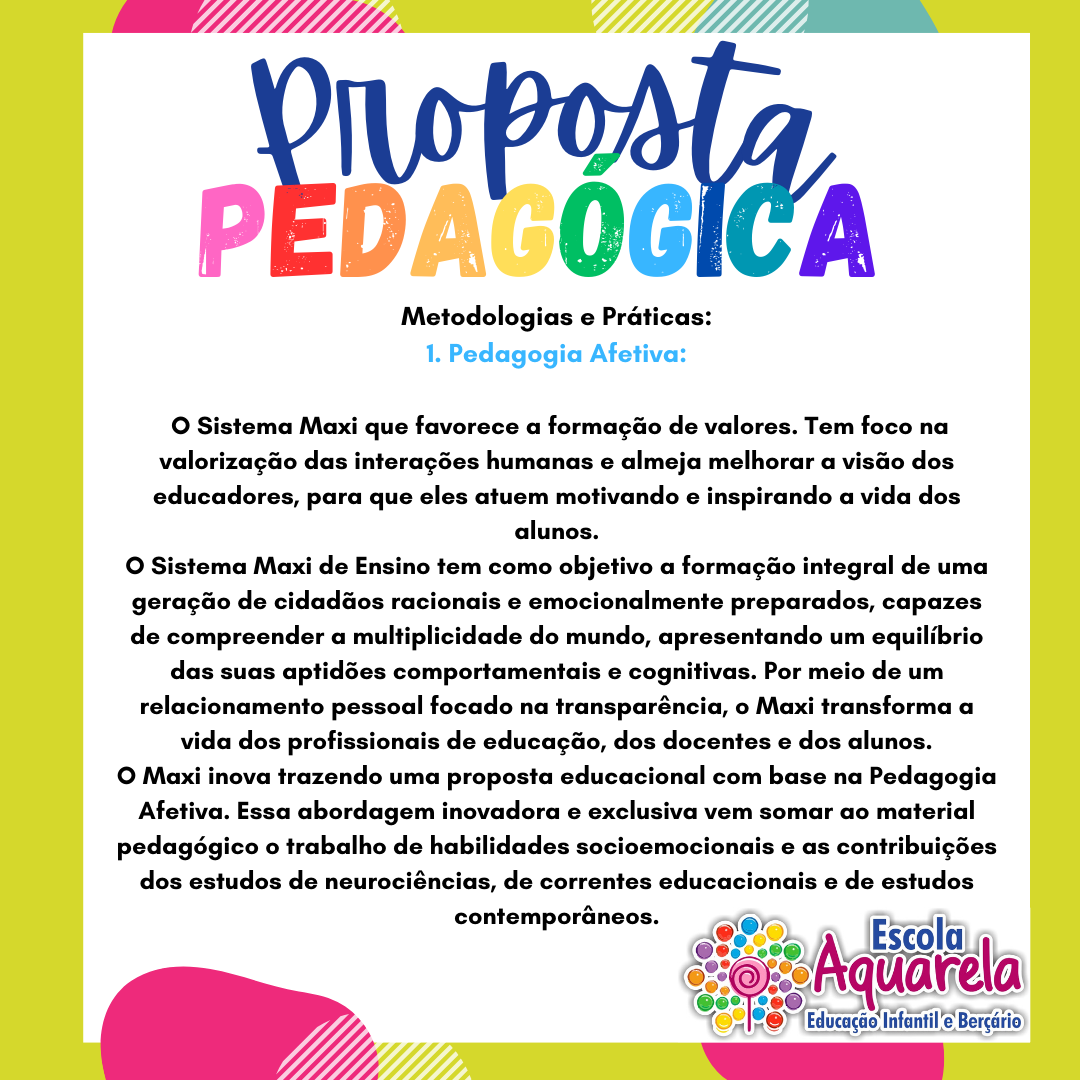 Proposta
PEDAGÓGICA
Metodologias e Práticas:
1. Pedagogia Afetiva:
O Sistema Maxi que favorece a formação de valores. Tem foco na
valorização das interações humanas e almeja melhorar a visão dos
educadores, para que eles atuem motivando e inspirando a vida dos
alunos.
O Sistema Maxi de Ensino tem como objetivo a formação integral de uma
geração de cidadãos racionais e emocionalmente preparados, capazes
de compreender a multiplicidade do mundo, apresentando um equilíbrio
das suas aptidões comportamentais e cognitivas. Por meio de um
relacionamento pessoal focado na transparência, o Maxi transforma a
vida dos profissionais de educação, dos docentes e dos alunos.
O Maxi inova trazendo uma proposta educacional com base na Pedagogia
Afetiva. Essa abordagem inovadora e exclusiva vem somar ao material
pedagógico o trabalho de habilidades socioemocionais e as contribuições
dos estudos de neurociências, de correntes educacionais e de estudos
contemporâneos.
Escola
Aquarela
Educação Infantil e Berçário